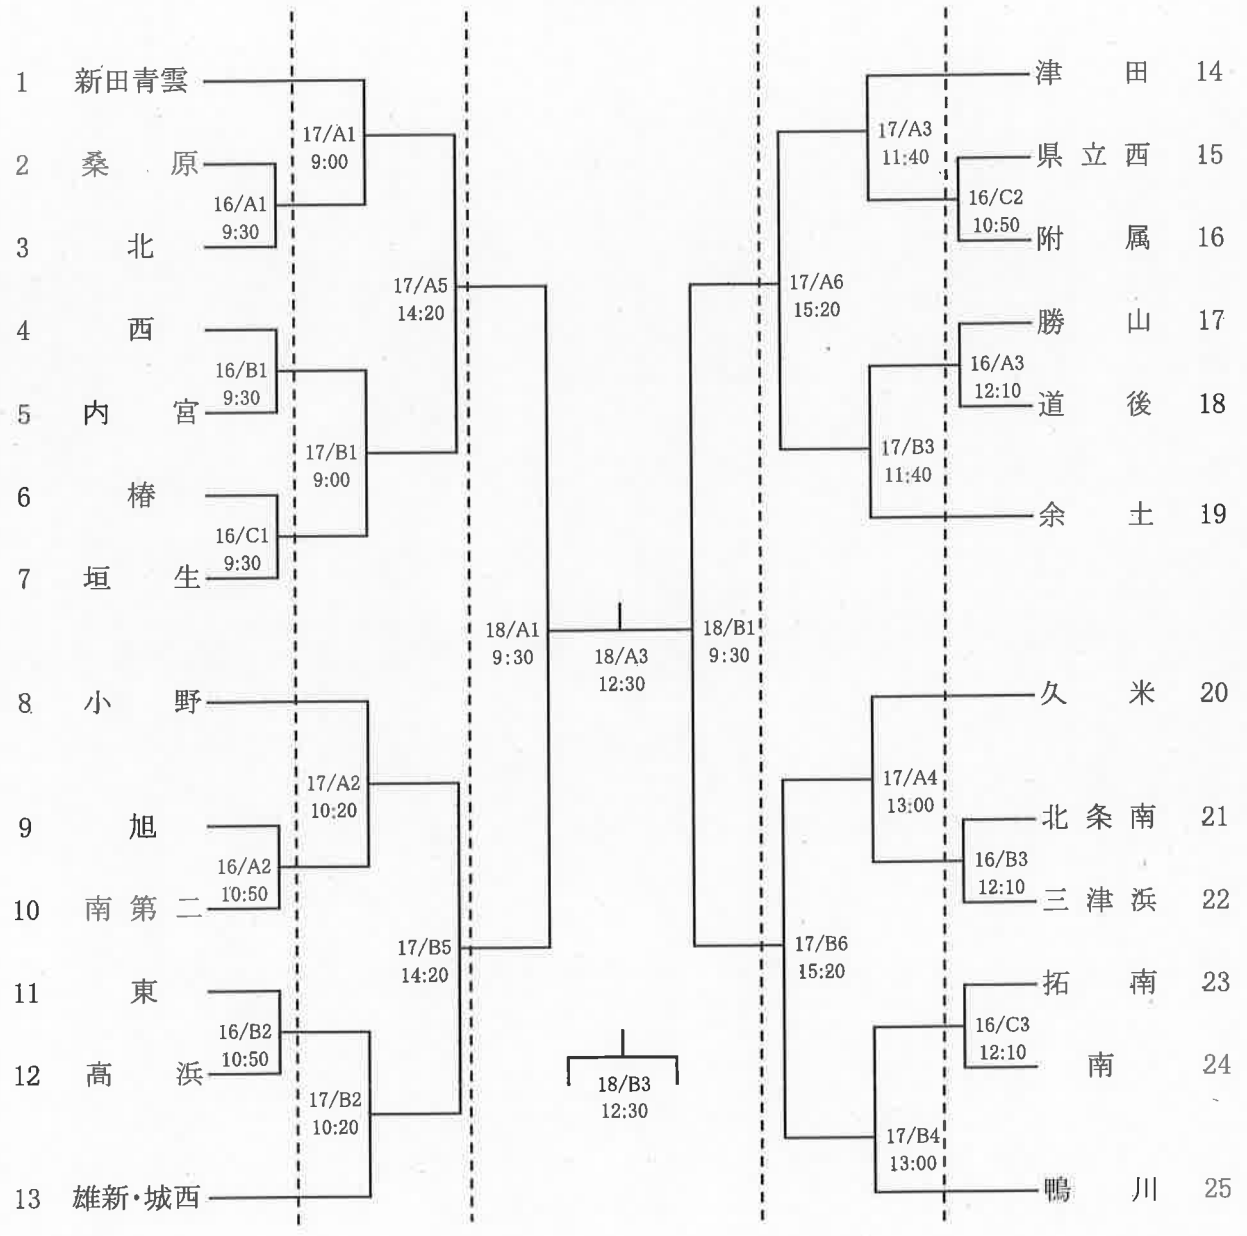 1 新田青雲
17/A1
9:00
2 桑原
16/A1
9:30
3 北
17/A5
14:20
4 西
16/B1
9:30
5 内宮
17/B1
9:00
6 椿
16/C1
9:30
7 垣生
18/A1
9:30
8 小野
17/A2
10:20
9 旭
16/A2
10:50
10 南第二
17/B5
14:20
11 東
16/B2
10:50
12 高浜
17/B2
10:20
13 雄新・城西
18/A3
12:30
18/B3
12:30
津田 14
17/A3
11:40
県立西 15
16/C2
10:50
附属 16
17/A6
15:20
勝山 17
16/A3
12:10
道後 18
17/B3
11:40
余土 19
18/B1
9:30
久米 20
17/A4
13:00
北条南 21
16/B3
12:10
三津浜 22
17/B6
15:20
拓南 23
16/C3
12:10
南 24
17/B4
13:00
鴨川 25